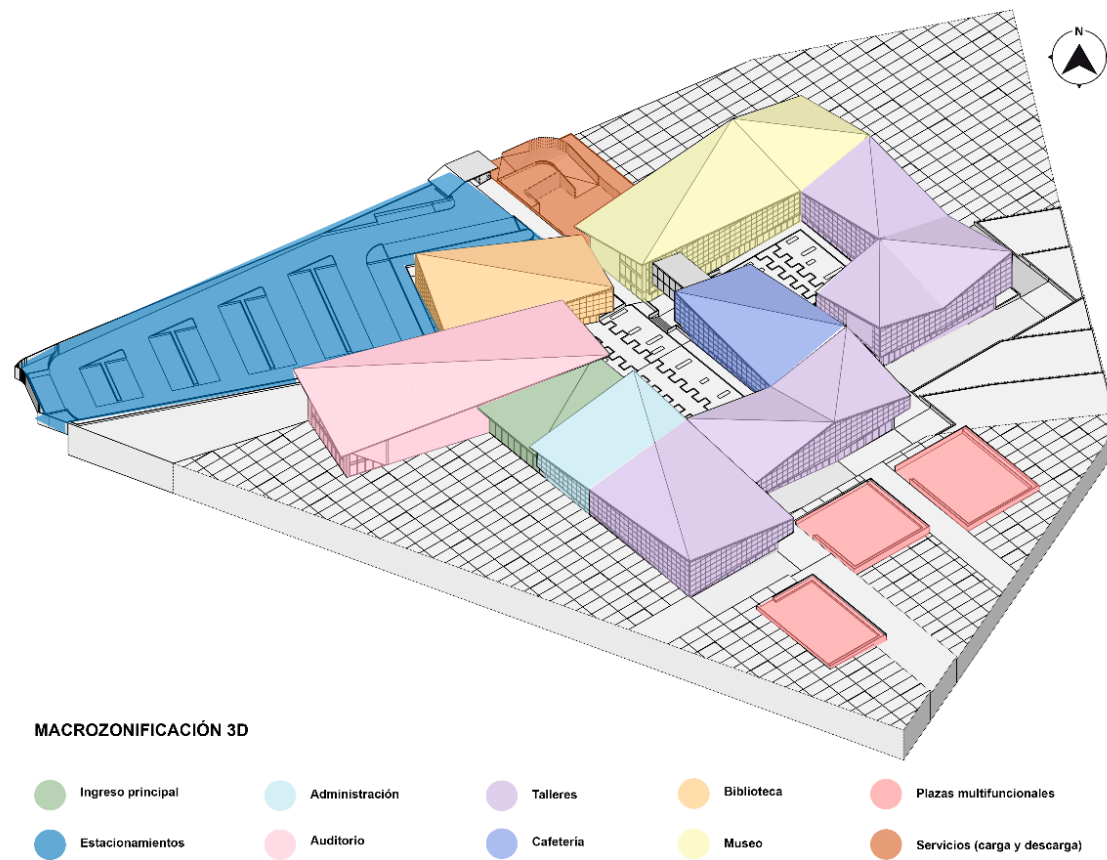 N
MACROZONIFICACIÓN 3D
Ingreso principal
Administración
Talleres
Biblioteca
Plazas multifuncionales
Estacionamientos
Auditorio
Cafetería
Museo
Servicios (carga y descarga)